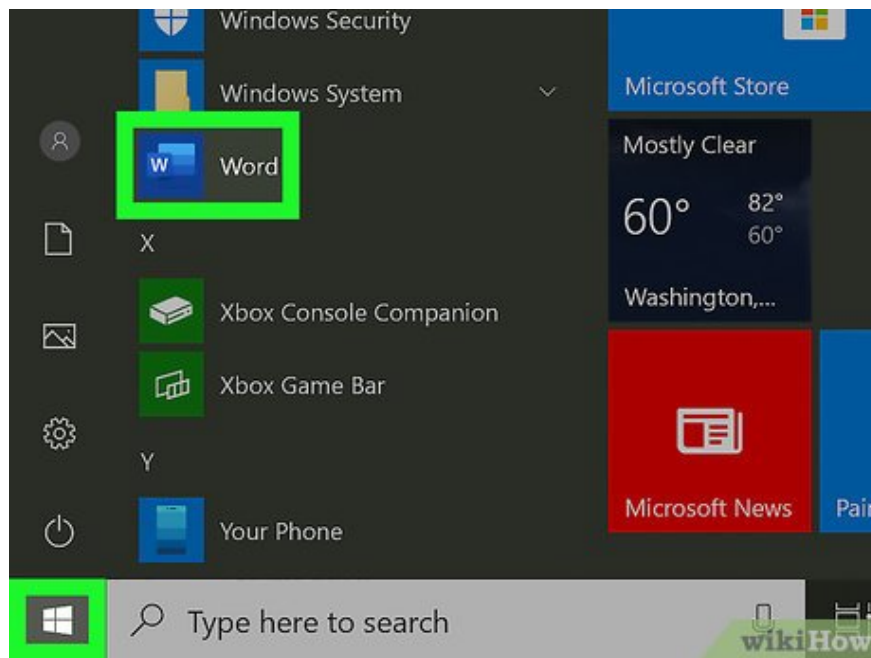 Windows Security
Windows System
W
Word
X
Xbox Console Companion
Xbox Game Bar
Y
Your Phone
Microsoft Store
Mostly Clear
60° 82°
60°
Washington,...
Microsoft News
Type here to search
wikiHow